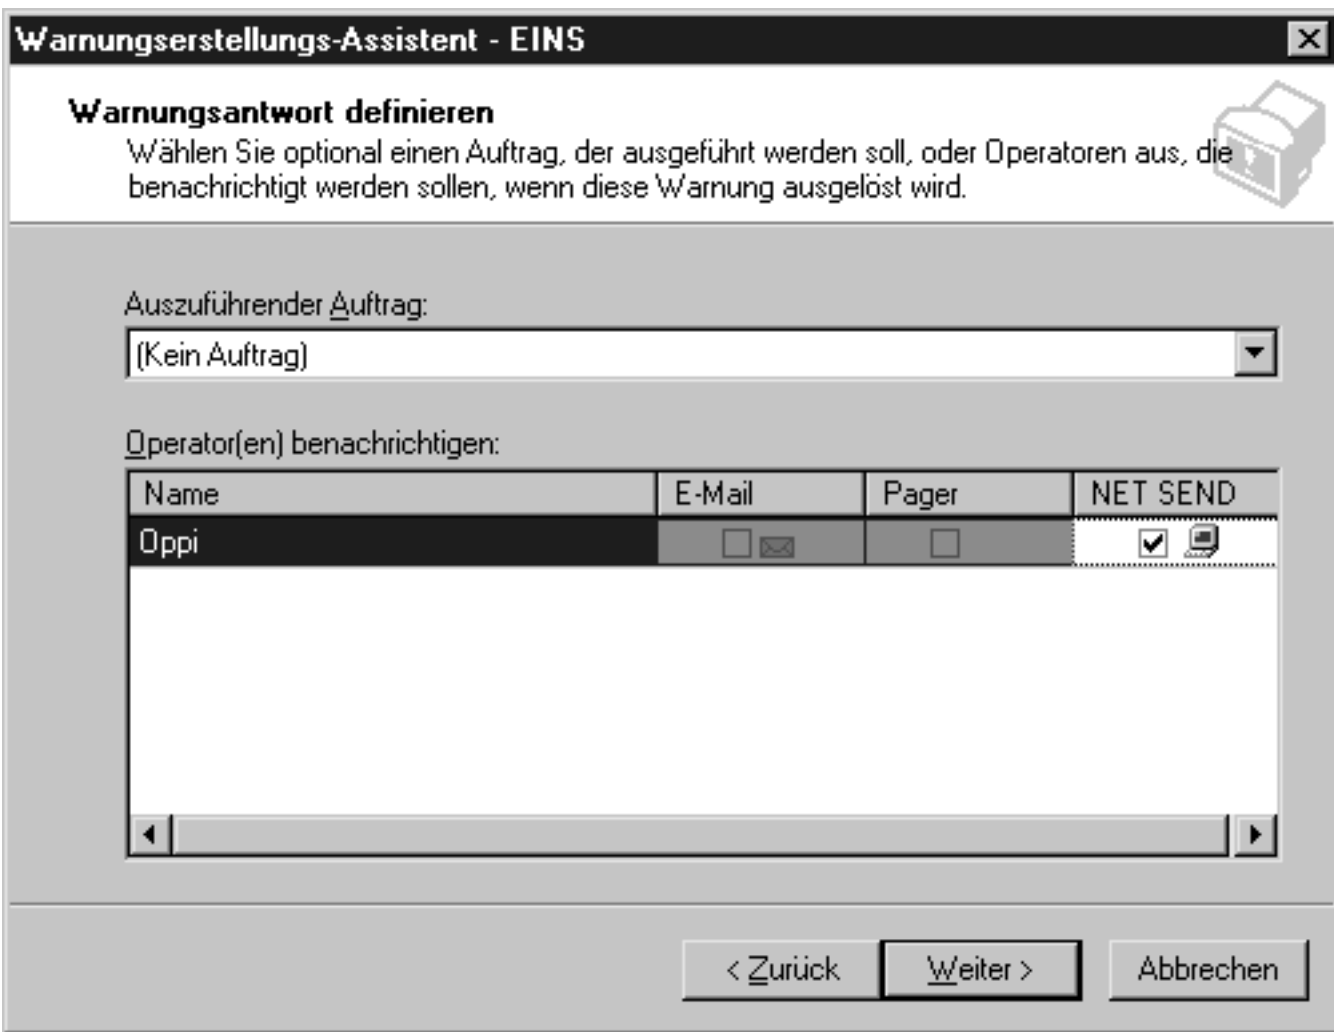 Warnungserstellungs-Assistent - EINS
Warnungsantwort definieren
Wählen Sie optional einen Auftrag, der ausgeführt werden soll, oder Operatoren aus, die
benachrichtigt werden sollen, wenn diese Warnung ausgelöst wird.
Auszuführender Auftrag:
(Kein Auftrag)
Operator(en) benachrichtigen:
Name E-Mail Pager NET SEND
Oppi
< Zurück Weiter > Abbrechen